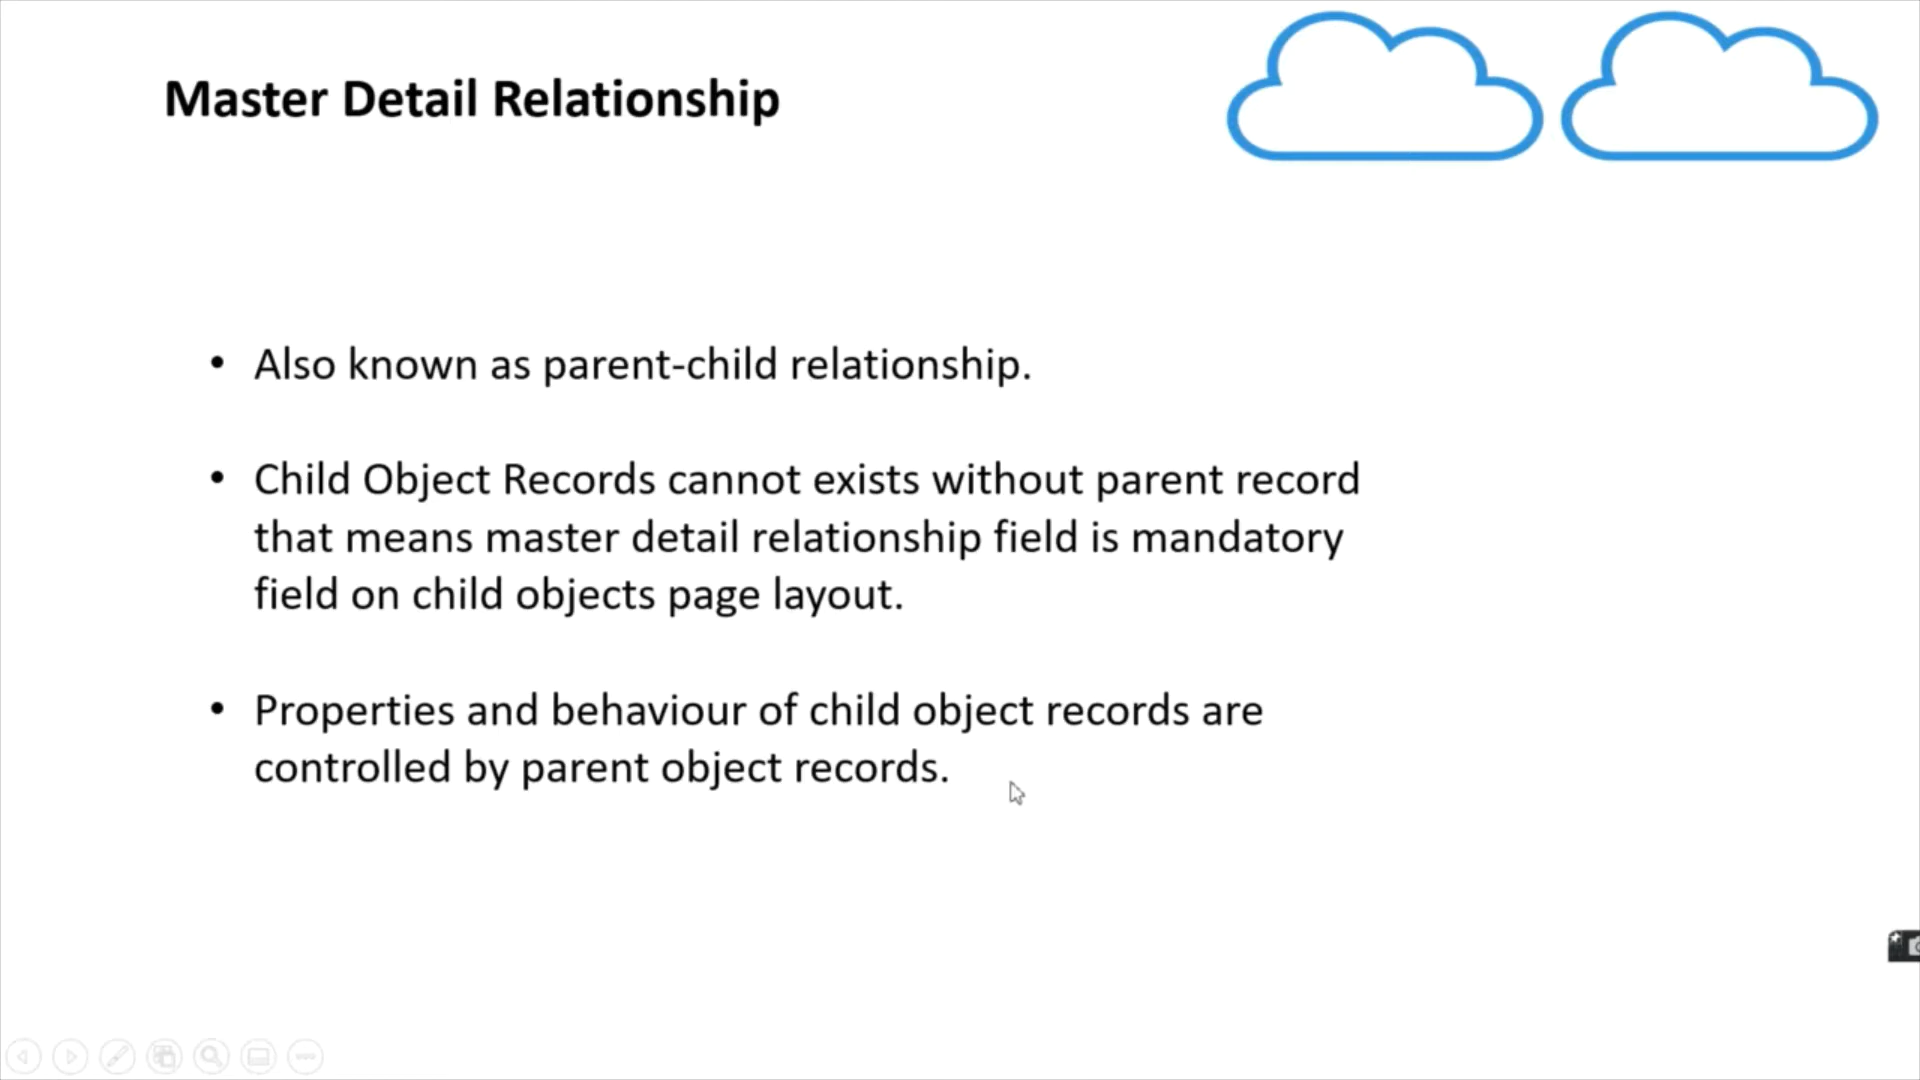 Master Detail Relationship
• Also known as parent-child relationship.
• Child Object Records cannot exists without parent record
that means master detail relationship field is mandatory
field on child objects page layout.
• Properties and behaviour of child object records are
controlled by parent object records.